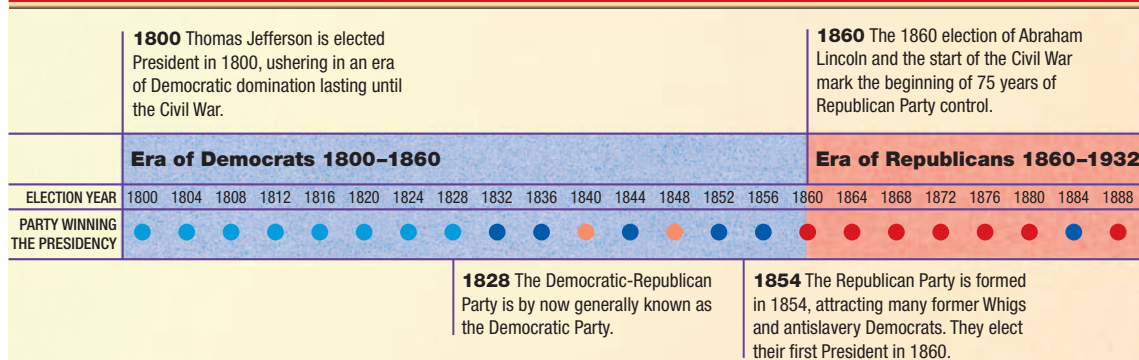 1800 Thomas Jefferson is elected
President in 1800, ushering in an era
of Democratic domination lasting until
the Civil War.
1860 The 1860 election of Abraham
Lincoln and the start of the Civil War
mark the beginning of 75 years of
Republican Party control.
Era of Democrats 1800–1860
Era of Republicans 1860–1932
ELECTION YEAR 1800 1804 1808 1812 1816 1820 1824 1828 1832 1836 1840 1844 1848 1852 1856 1860 1864 1868 1872 1876 1880 1884 1888
PARTY WINNING
THE PRESIDENCY
1828 The Democratic-Republican
Party is by now generally known as
the Democratic Party.
1854 The Republican Party is formed
in 1854, attracting many former Whigs
and antislavery Democrats. They elect
their first President in 1860.